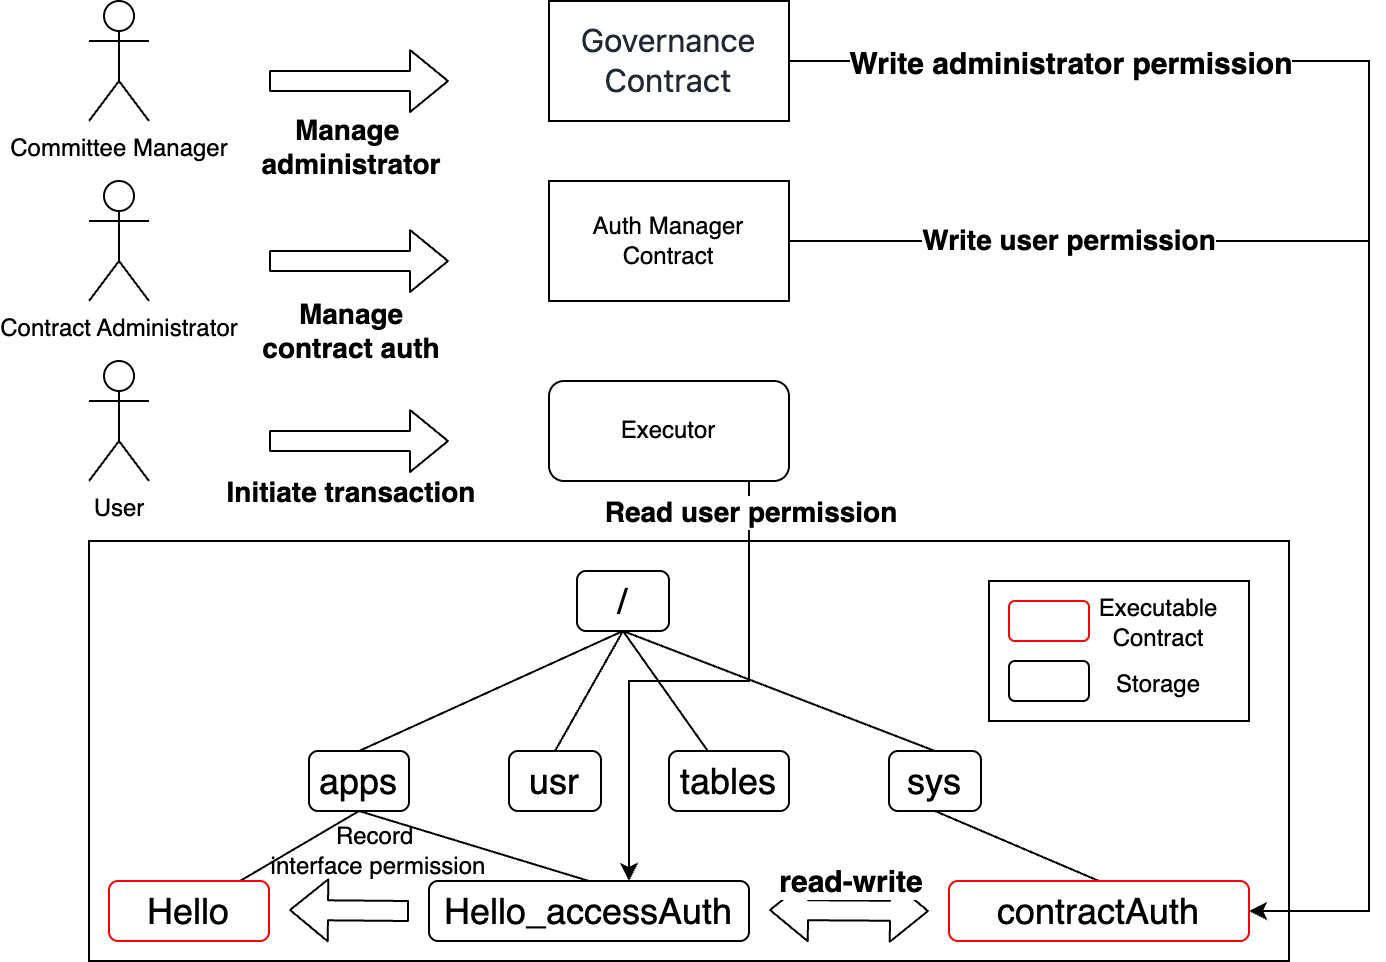 Governance
Contract
Write administrator permission
Manage
administrator
Committee Manager
Auth Manager
Contract
Write user permission
Manage
contract auth
Contract Administrator
Executor
Initiate transaction
User
Read user permission
/
Executable
Contract
Storage
apps
usr
tables
sys
Record
interface permission
read-write
Hello
Hello_accessAuth
contractAuth